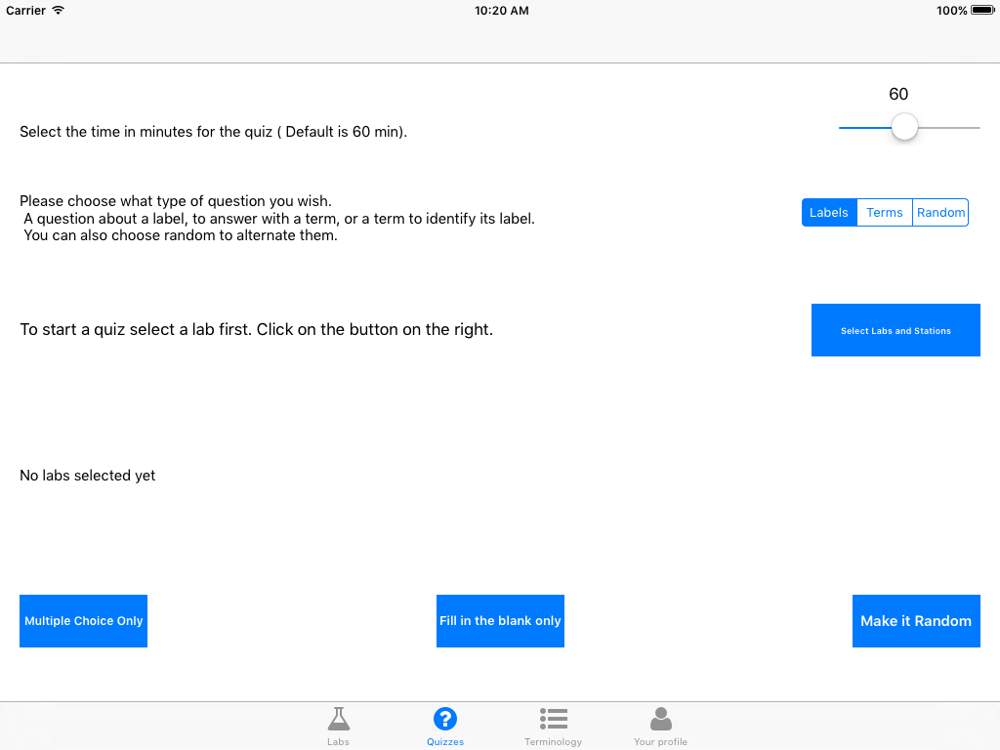 Carrier 10:20 AM 100%
60
Select the time in minutes for the quiz ( Default is 60 min).
Please choose what type of question you wish.
A question about a label, to answer with a term, or a term to identify its label.
You can also choose random to alternate them.
Labels Terms Random
To start a quiz select a lab first. Click on the button on the right.
Select Labs and Stations
No labs selected yet
Multiple Choice Only
Fill in the blank only
Make it Random
Labs
Quizzes
Terminology
Your profile